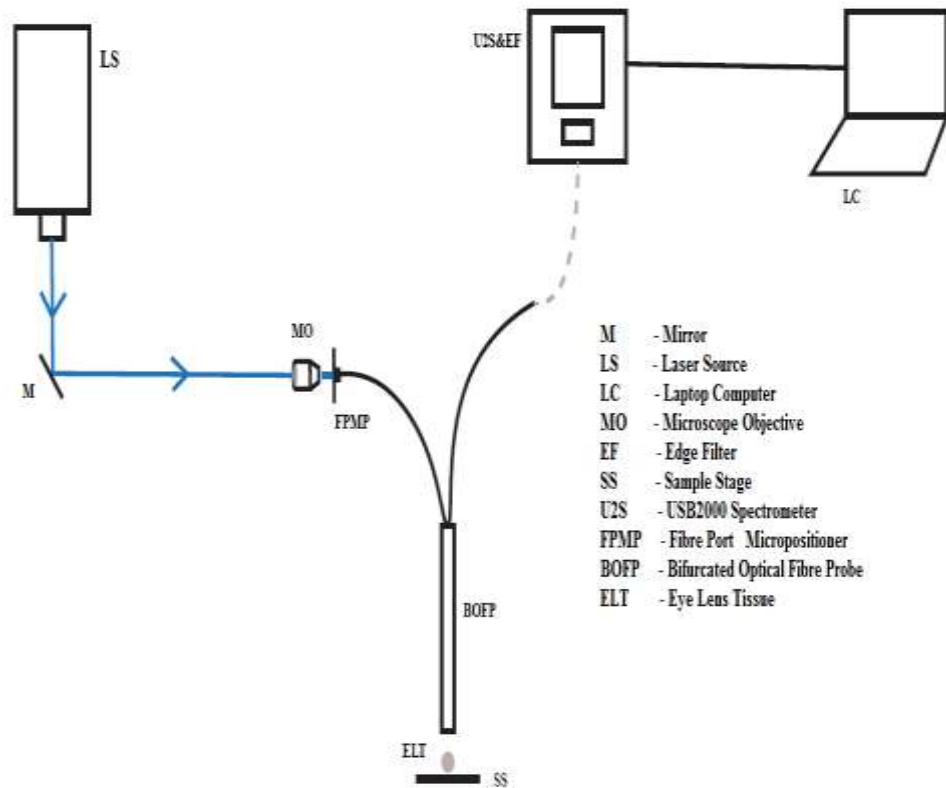 LS
U2S&EF
LC
MO
M
FPMP
M - Mirror
LS - Laser Source
LC - Laptop Computer
MO - Microscope Objective
EF - Edge Filter
SS - Sample Stage
U2S - USB2000 Spectrometer
FPMP - Fibre Port Micropositioner
BOFP - Bifurcated Optical Fibre Probe
ELT - Eye Lens Tissue
BOFP
ELT
SS